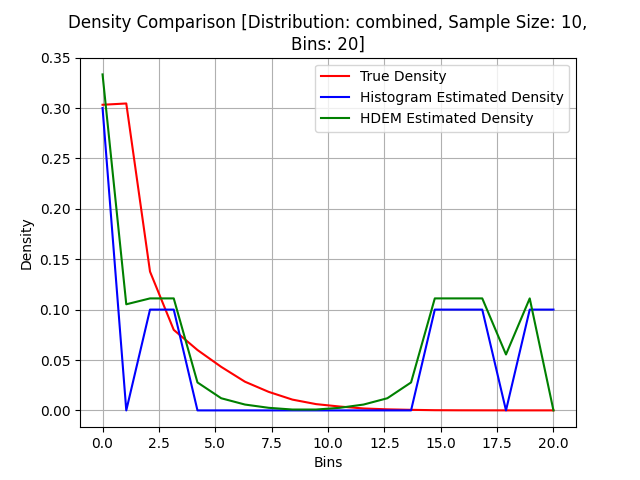 Density Comparison [Distribution: combined, Sample Size: 10,
Bins: 20]
True Density
Histogram Estimated Density
HDEM Estimated Density
Density
0.35
0.30
0.25
0.20
0.15
0.10
0.05
0.00
0.0 2.5 5.0 7.5 10.0 12.5 15.0 17.5 20.0
Bins